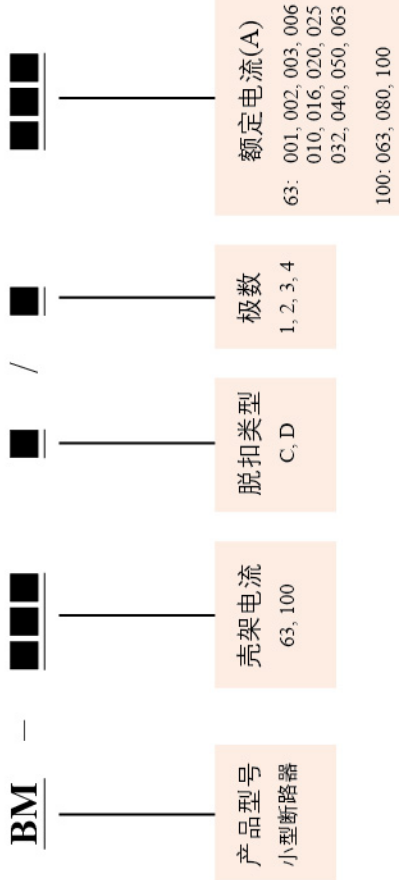 BM – ■■■ ■ / ■ ■■■
产品型号
小型断路器
壳架电流
63, 100
脱扣类型
C, D
极数
1, 2, 3, 4
额定电流(A)
63: 001, 002, 003, 006
010, 016, 020, 025
032, 040, 050, 063
100: 063, 080, 100